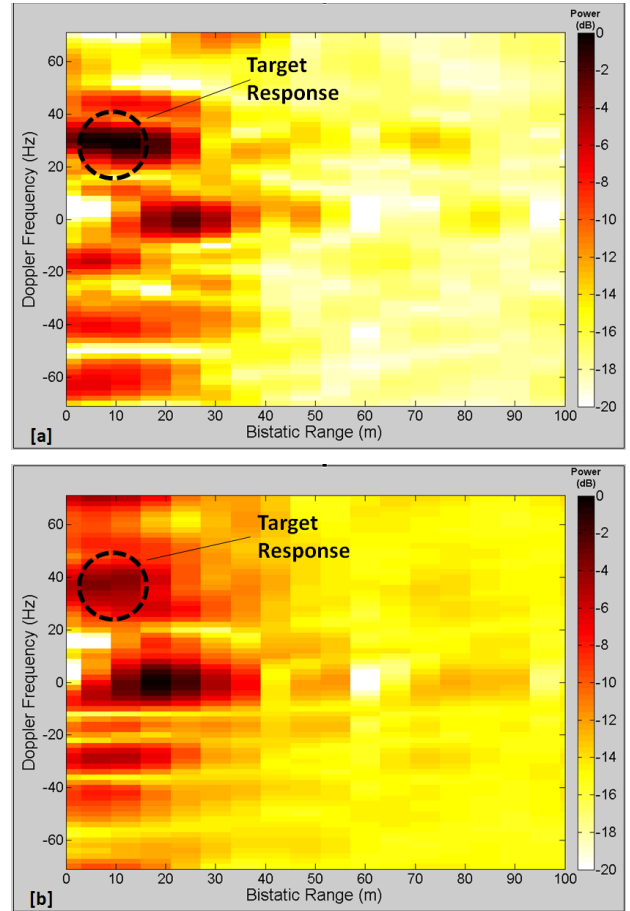 Power
(dB)
Target
Response
Doppler Frequency (Hz)
60
40
20
0
-20
-40
-60
0
-2
-4
-6
-8
-10
-12
-14
-16
-18
-20
0 10 20 30 40 50 60 70 80 90 100
Bistatic Range (m)
[a]
Power
(dB)
Target
Response
Doppler Frequency (Hz)
60
40
20
0
-20
-40
-60
0
-2
-4
-6
-8
-10
-12
-14
-16
-18
-20
0 10 20 30 40 50 60 70 80 90 100
Bistatic Range (m)
[b]